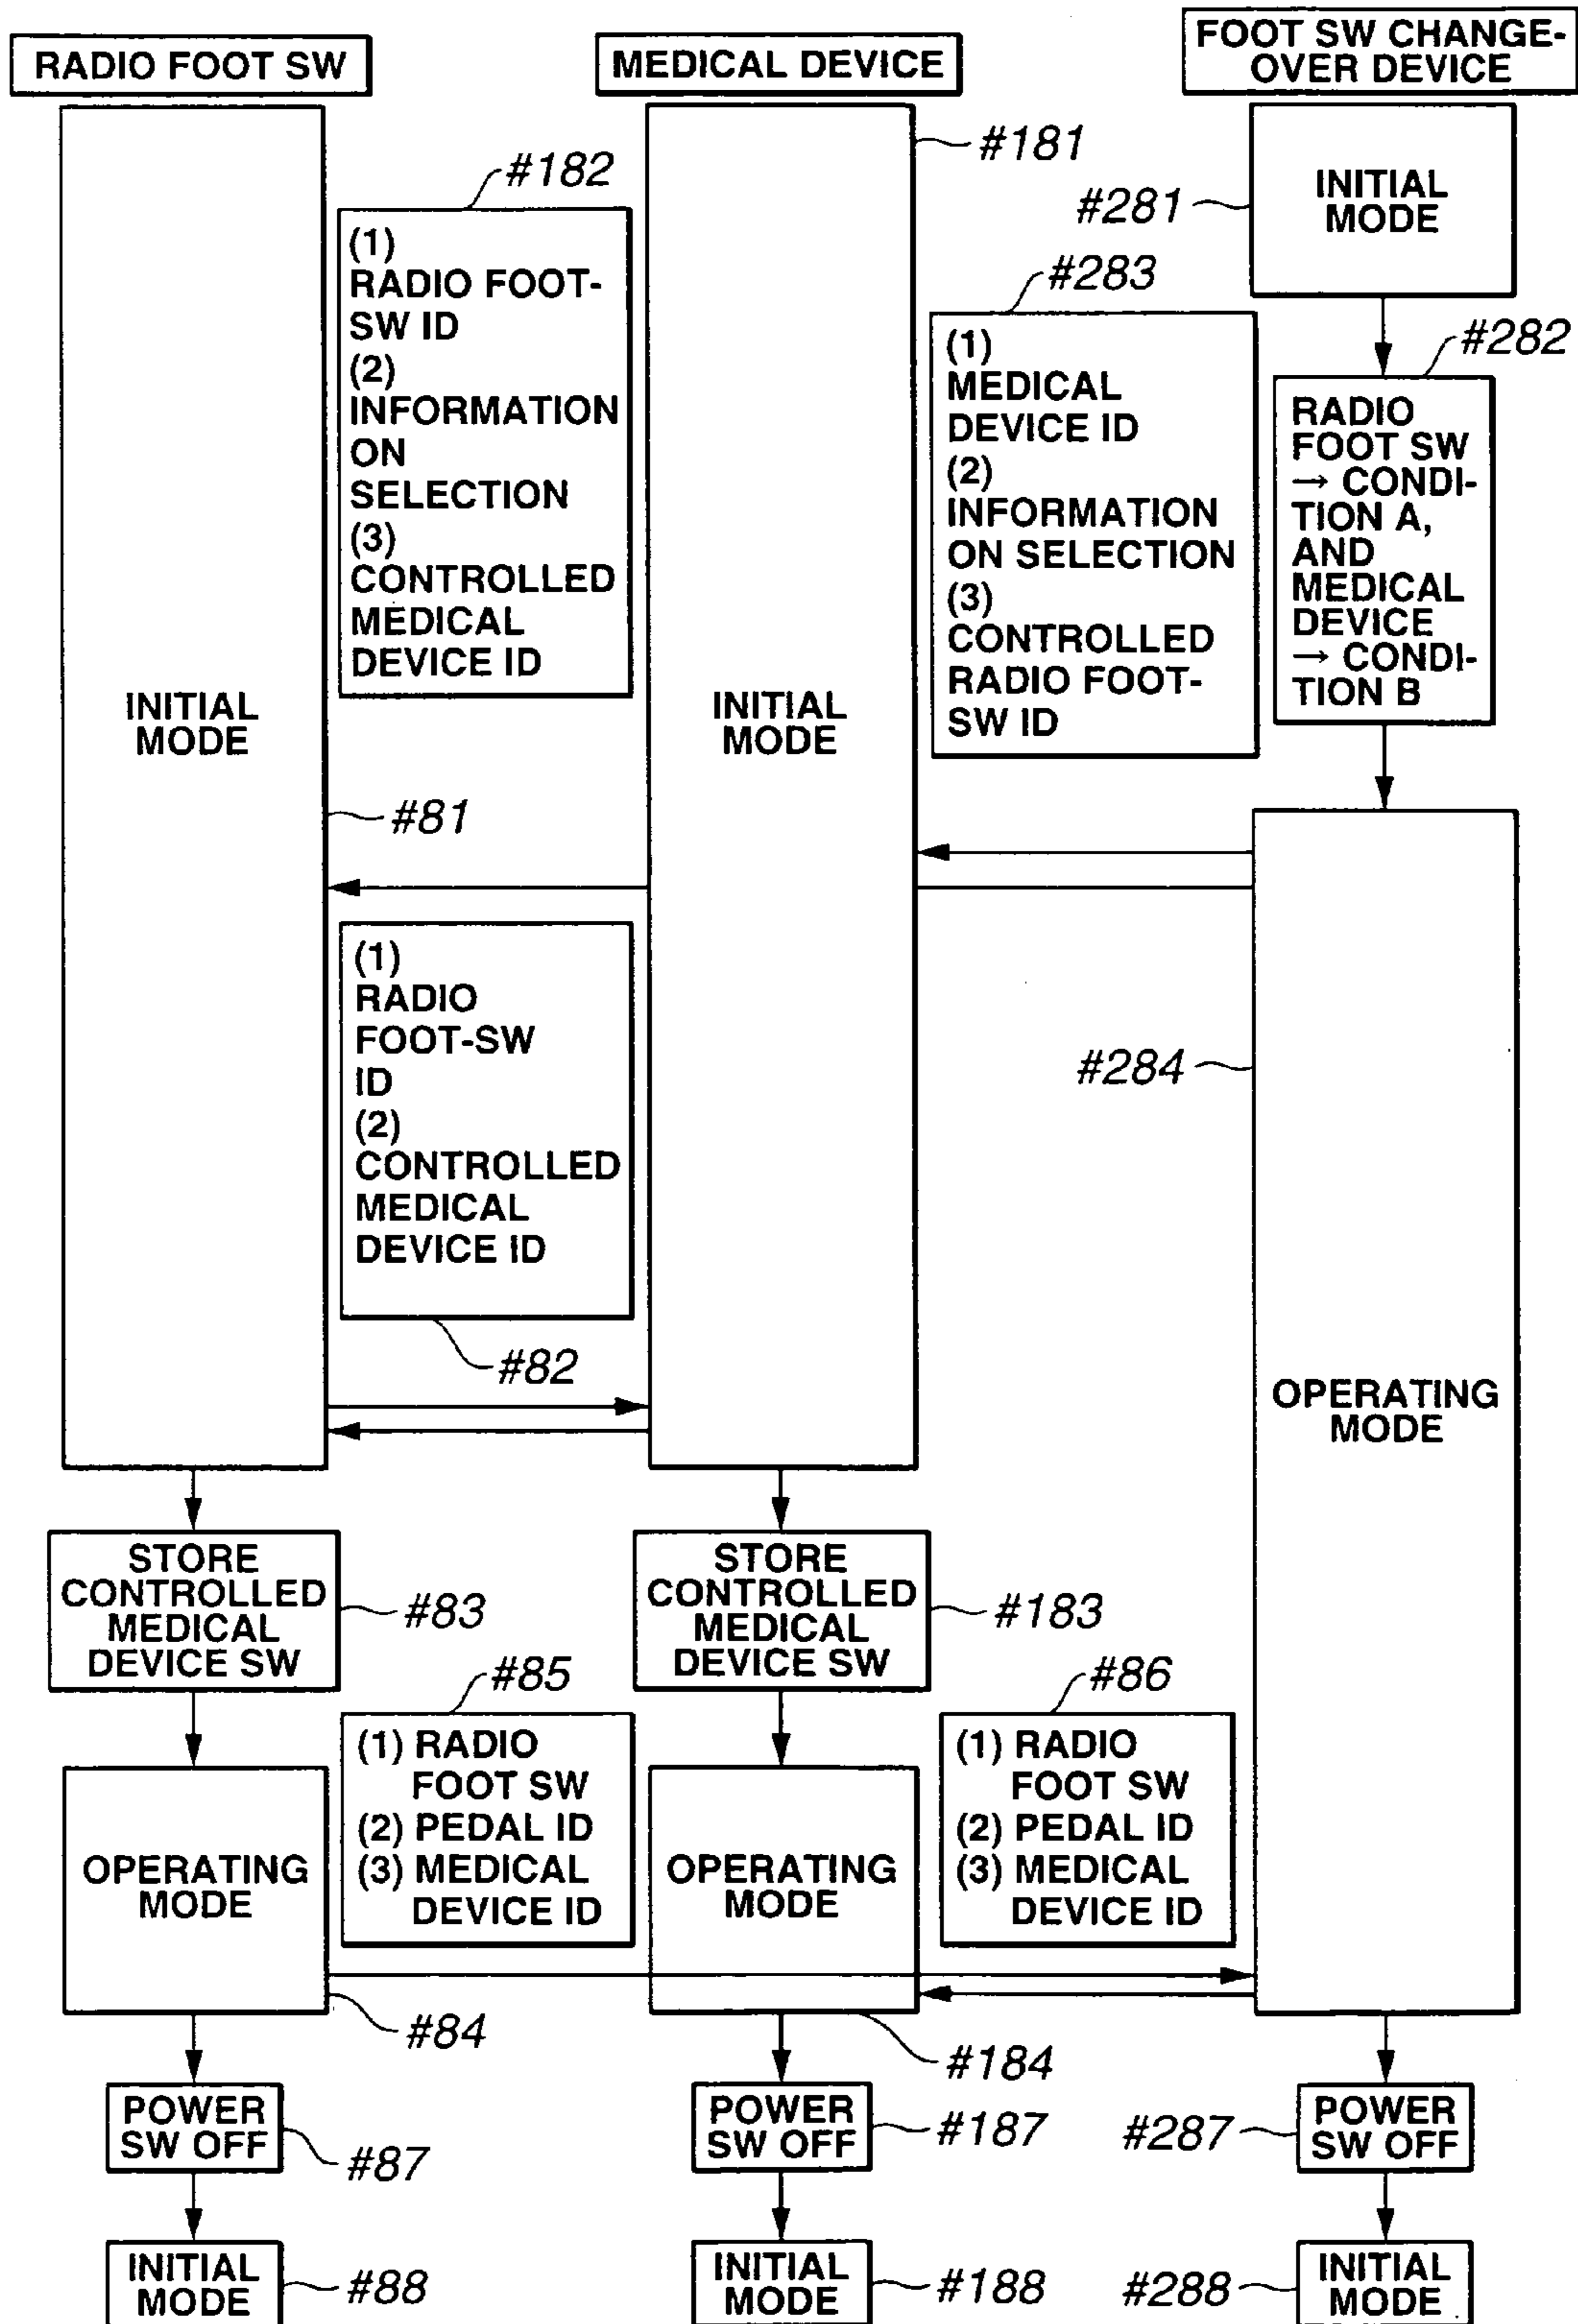 RADIO FOOT SW
MEDICAL DEVICE
FOOT SW CHANGE-
OVER DEVICE
#181
#182
INITIAL
MODE
#281
(1)
RADIO FOOT-
SW ID
(2)
INFORMATION
ON
SELECTION
(3)
CONTROLLED
MEDICAL
DEVICE ID
#283
(1)
MEDICAL
DEVICE ID
(2)
INFORMATION
ON SELECTION
(3)
CONTROLLED
RADIO FOOT-
SW ID
#282
RADIO
FOOT SW
→ CONDI-
TION A,
AND
MEDICAL
DEVICE
→ CONDI-
TION B
INITIAL
MODE
INITIAL
MODE
#81
(1)
RADIO
FOOT-SW
ID
(2)
CONTROLLED
MEDICAL
DEVICE ID
#284
#82
OPERATING
MODE
STORE
CONTROLLED
MEDICAL
DEVICE SW
#83
STORE
CONTROLLED
MEDICAL
DEVICE SW
#183
#85
#86
(1) RADIO
FOOT SW
(2) PEDAL ID
(3) MEDICAL
DEVICE ID
(1) RADIO
FOOT SW
(2) PEDAL ID
(3) MEDICAL
DEVICE ID
OPERATING
MODE
OPERATING
MODE
#84
#184
POWER
SW OFF
#87
POWER
SW OFF
#187
#287
POWER
SW OFF
INITIAL
MODE
#88
INITIAL
MODE
#188
#288
INITIAL
MODE